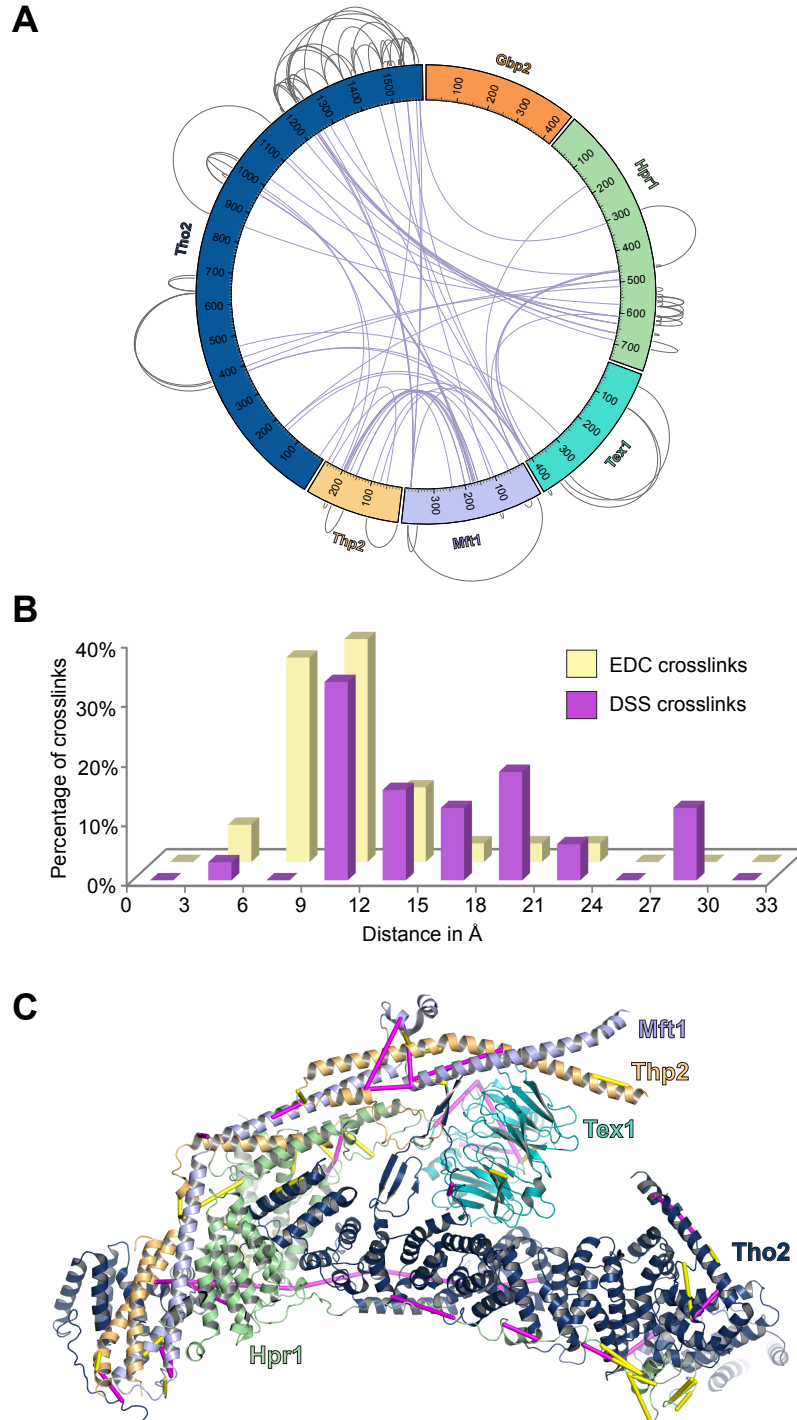 A
Gbp2
100 200 300 400
Hpr1
100 200 300 400 500 600 700
Tex1
100 200 300 400
Mft1
100 200 300
Thp2
100 200
Tho2
100 200 300 400 500 600 700 800 900 1000 1100 1200 1300 1400 1500
B
Percentage of crosslinks
40%
30%
20%
10%
0%
EDC crosslinks
DSS crosslinks
0 3 6 9 12 15 18 21 24 27 30 33
Distance in Å
C
Mft1
Thp2
Tex1
Tho2
Hpr1